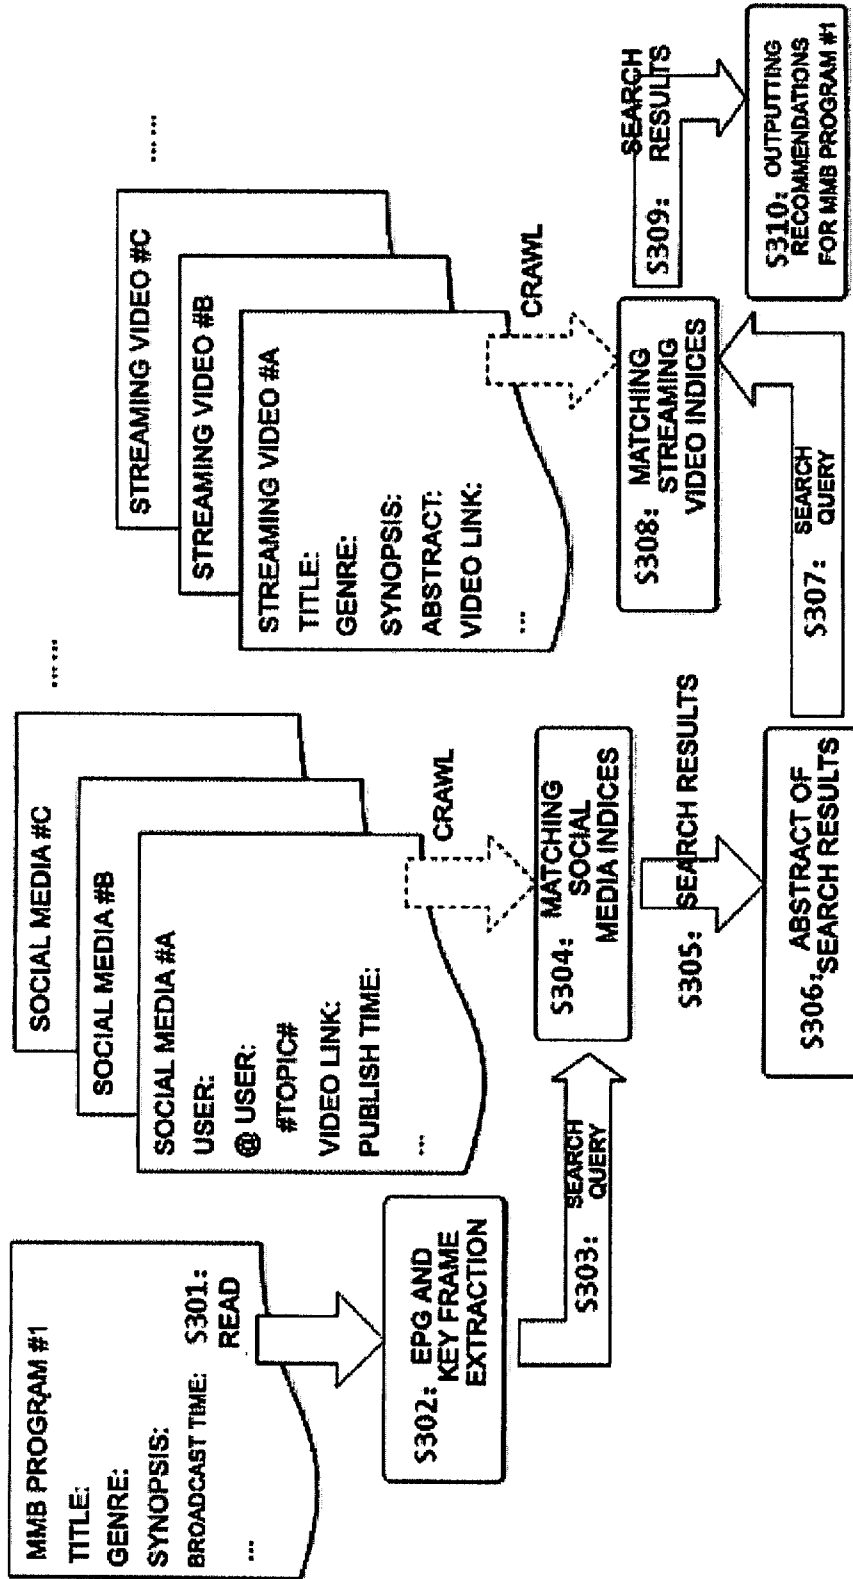 MMB PROGRAM #1
TITLE:
GENRE:
SYNOPSIS:
BROADCAST TIME:
...
S301:
READ
S302: EPG AND
KEY FRAME
EXTRACTION
S303: SEARCH
QUERY
SOCIAL MEDIA #C
SOCIAL MEDIA #B
SOCIAL MEDIA #A
USER:
@ USER:
#TOPIC#
VIDEO LINK:
PUBLISH TIME:
...
......
CRAWL
S304: MATCHING
SOCIAL
MEDIA INDICES
S305: SEARCH RESULTS
S306: ABSTRACT OF
SEARCH RESULTS
S307: SEARCH
QUERY
STREAMING VIDEO #C
STREAMING VIDEO #B
STREAMING VIDEO #A
TITLE:
GENRE:
SYNOPSIS:
ABSTRACT:
VIDEO LINK:
...
......
CRAWL
S308: MATCHING
STREAMING
VIDEO INDICES
S309: SEARCH
RESULTS
S310: OUTPUTTING
RECOMMENDATIONS
FOR MMB PROGRAM #1